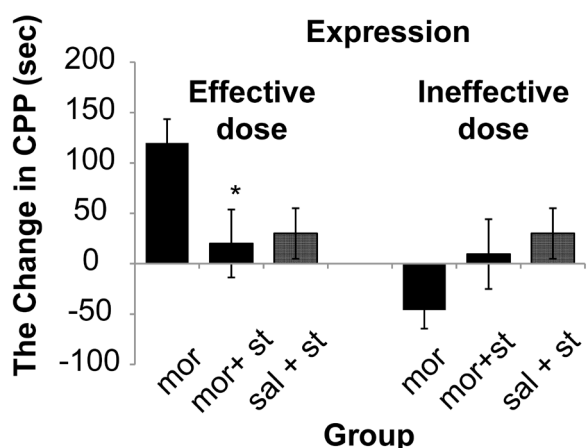 Expression
The Change in CPP (sec)
200
150
100
50
0
-50
-100
Effective
dose
Ineffective
dose
*
mor
mor+ st
sal + st
mor
mor+st
sal + st
Group